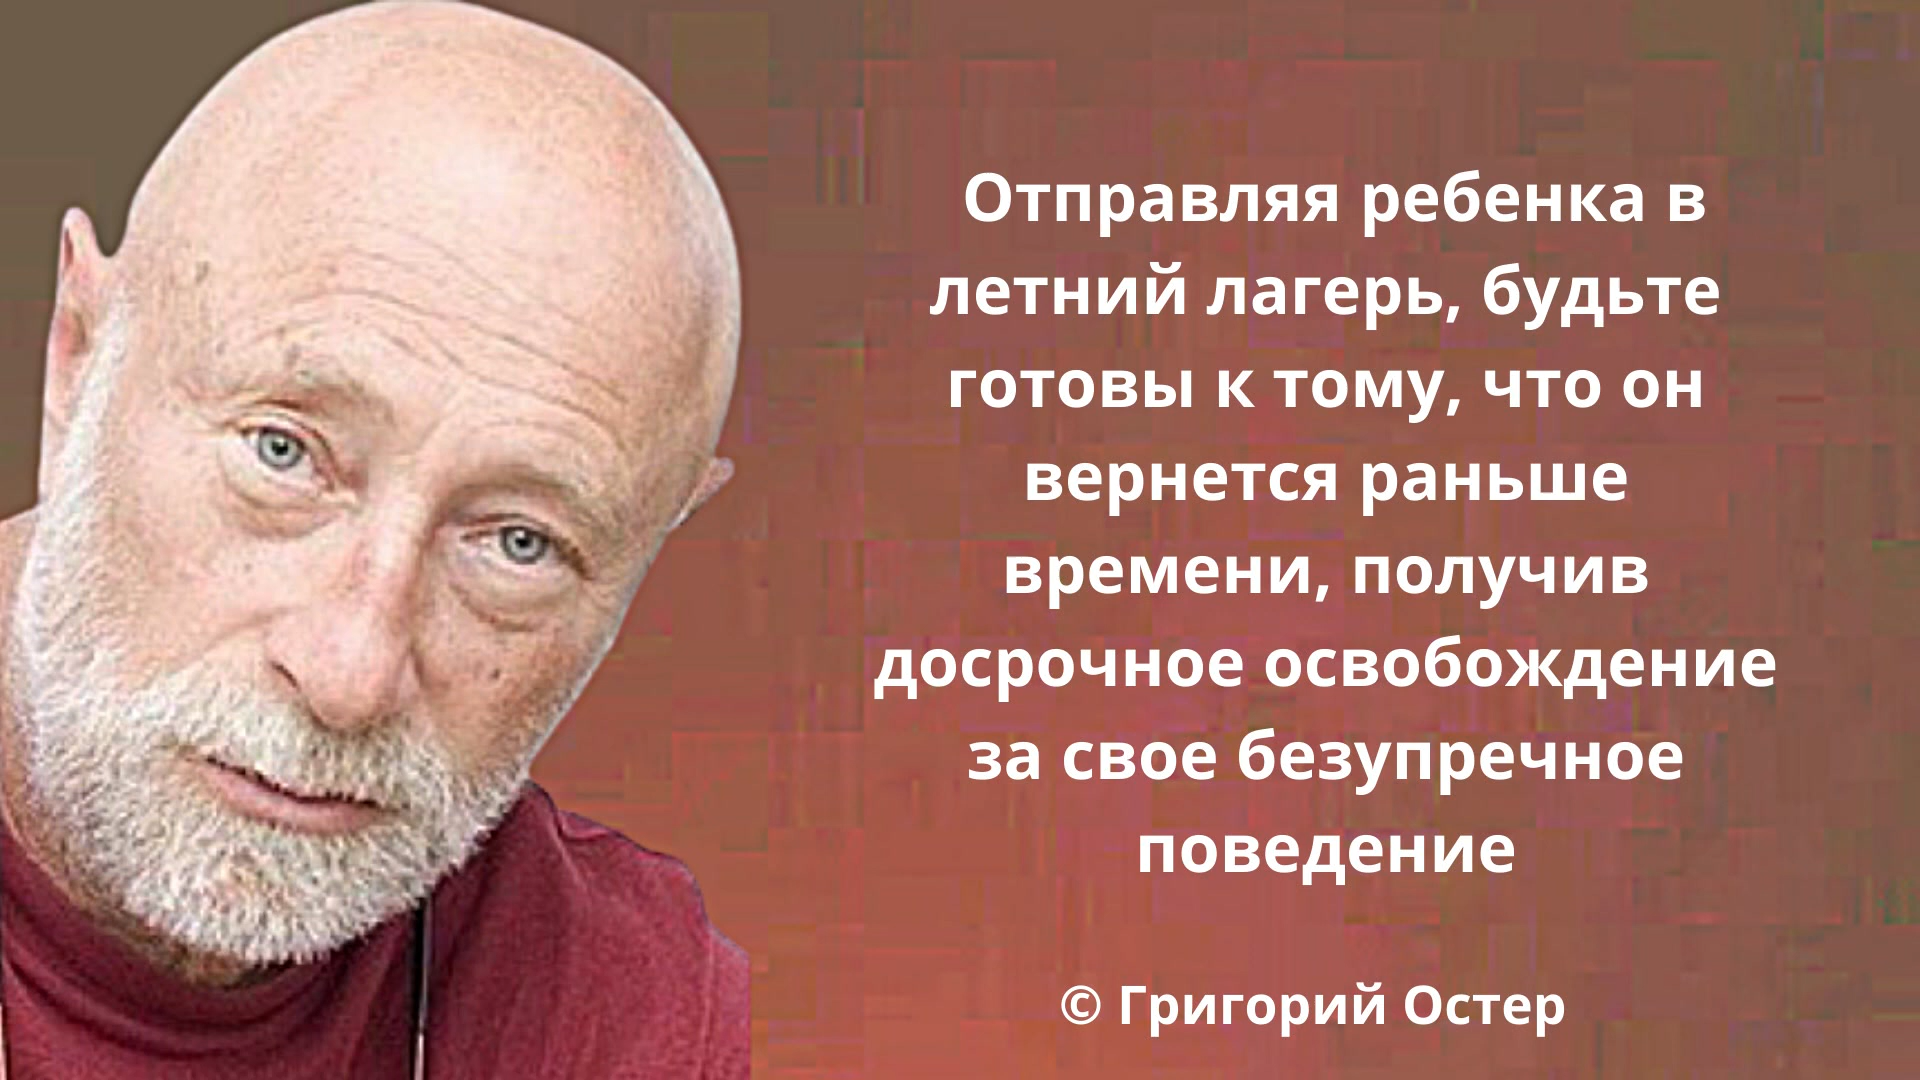 Отправляя ребенка в
летний лагерь, будьте
готовы к тому, что он
вернется раньше
времени, получив
досрочное освобождение
за свое безупречное
поведение
© Григорий Остер